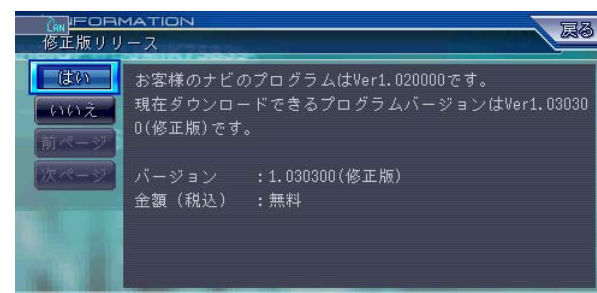 LAN
INFORMATION
修正版リリース
戻る
はい
いいえ
前ページ
次ページ
お客様のナビのプログラムはVer1.020000です。
現在ダウンロードできるプログラムバージョンはVer1.03030
0(修正版)です。
バージョン　:1.030300(修正版)
金額（税込）　:無料